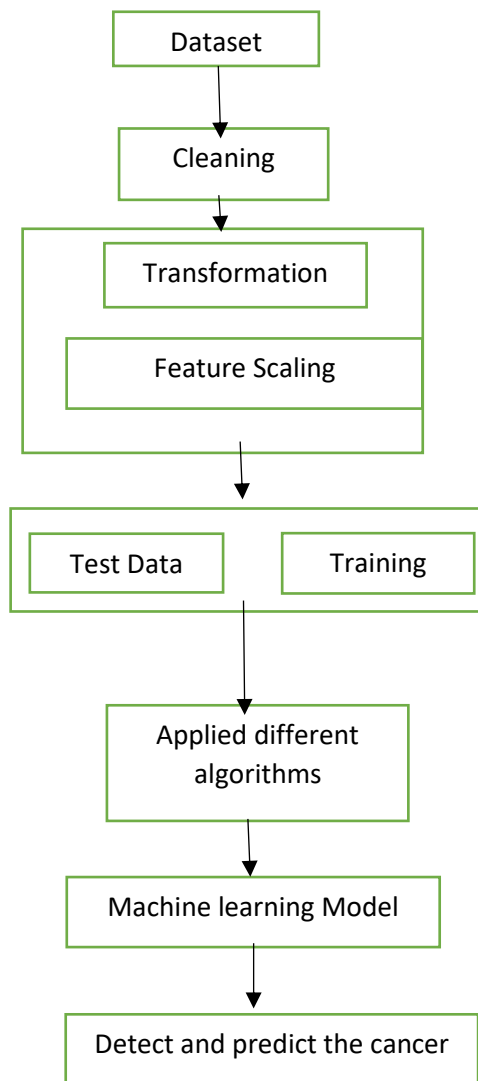 Dataset
Cleaning
Transformation
Feature Scaling
Test Data
Training
Applied different
algorithms
Machine learning Model
Detect and predict the cancer